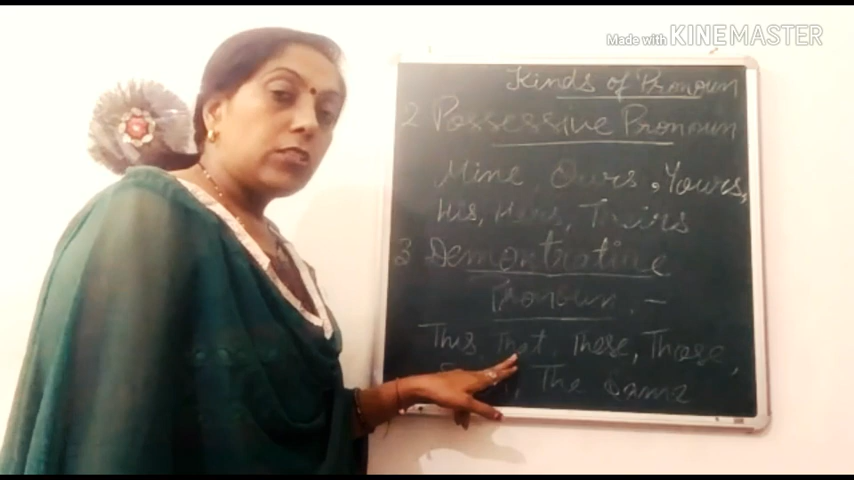 Made with KINEMASTER
Kinds of Pronoun
2 Possessive Pronoun
Mine, Ours, Yours,
His, Hers, Theirs
3 Demontrative
Pronoun. -
This, That, These, Those,
The Same